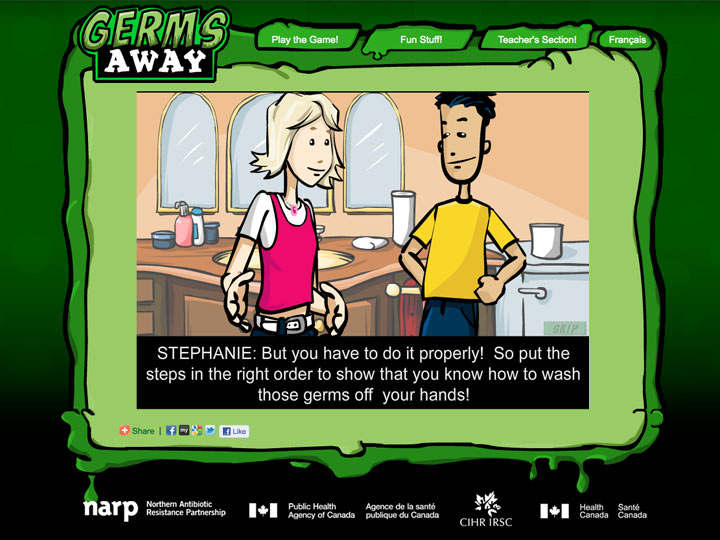 GERMS
AWAY
Play the Game!
Fun Stuff!
Teacher's Section!
Français
SKIP
STEPHANIE: But you have to do it properly!  So put the
steps in the right order to show that you know how to wash
those germs off  your hands!
Share |
my
Like
narp
Northern Antibiotic
Resistance Partnership
Public Health
Agency of Canada
Agence de la santé
publique du Canada
CIHR IRSC
Health
Canada
Santé
Canada